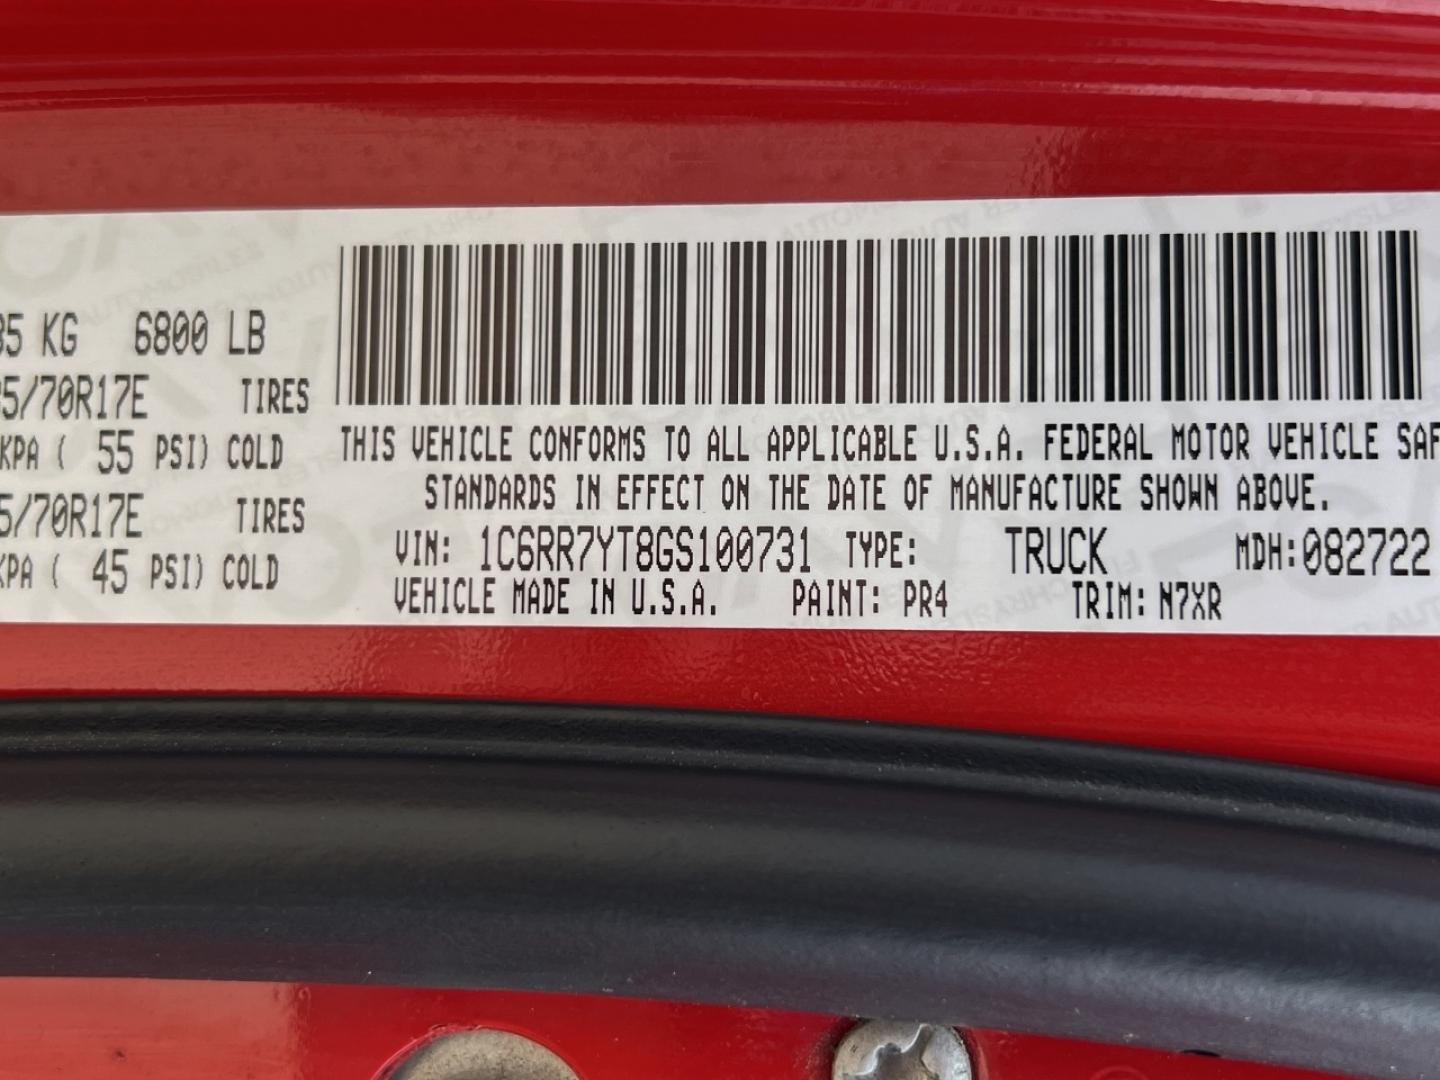 85 KG 6800 LB
5/70R17E TIRES
KPA ( 55 PSI) COLD
5/70R17E TIRES
KPA ( 45 PSI) COLD
THIS VEHICLE CONFORMS TO ALL APPLICABLE U.S.A. FEDERAL MOTOR VEHICLE SAF
STANDARDS IN EFFECT ON THE DATE OF MANUFACTURE SHOWN ABOVE.
VIN: 1C6RR7YT8GS100731 TYPE: TRUCK MDH:082722
VEHICLE MADE IN U.S.A. PAINT: PR4 TRIM: N7XR